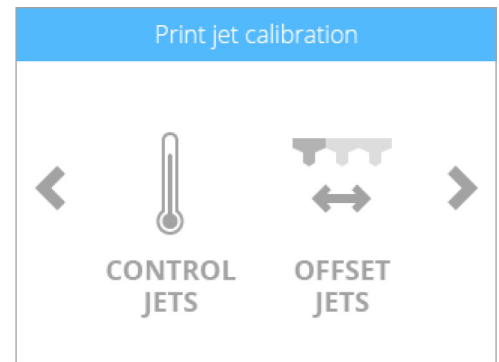 Print jet calibration
CONTROL
JETS
OFFSET
JETS